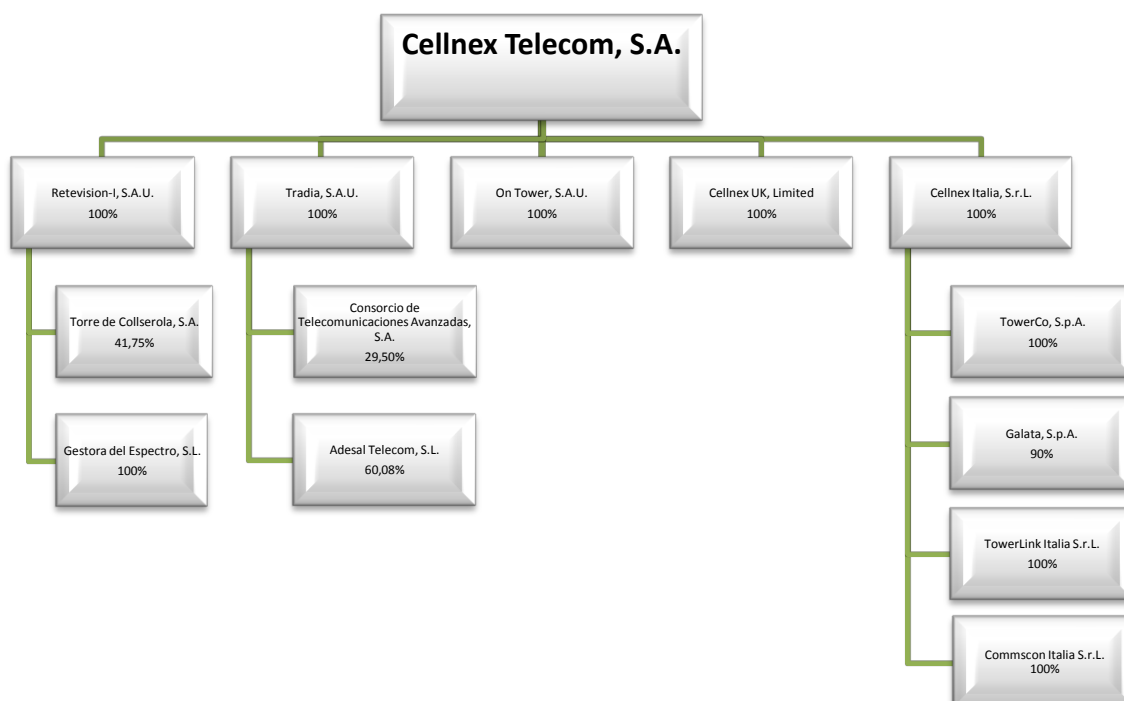 Cellnex Telecom, S.A.
Retevision-I, S.A.U.
100%
Tradia, S.A.U.
100%
On Tower, S.A.U.
100%
Cellnex UK, Limited
100%
Cellnex Italia, S.r.L.
100%
Torre de Collserola, S.A.
41,75%
Gestora del Espectro, S.L.
100%
Consorcio de
Telecomunicaciones Avanzadas,
S.A.
29,50%
Adesal Telecom, S.L.
60,08%
TowerCo, S.p.A.
100%
Galata, S.p.A.
90%
TowerLink Italia S.r.L.
100%
Commscon Italia S.r.L.
100%